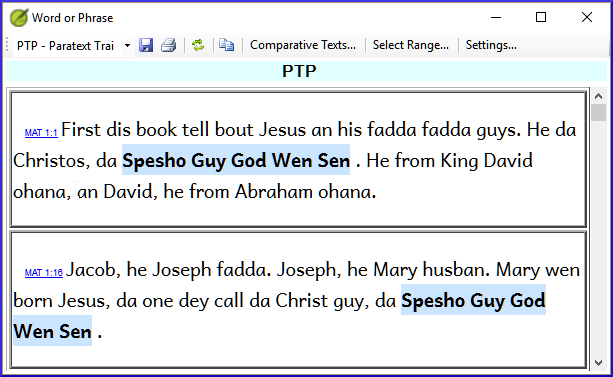 Word or Phrase
PTP - Paratext Trai
Comparative Texts...
Select Range...
Settings...
PTP
MAT 1:1 First dis book tell bout Jesus an his fadda fadda guys. He da
Christos, da Spesho Guy God Wen Sen . He from King David
ohana, an David, he from Abraham ohana.
MAT 1:16 Jacob, he Joseph fadda. Joseph, he Mary husban. Mary wen
born Jesus, da one dey call da Christ guy, da Spesho Guy God
Wen Sen .